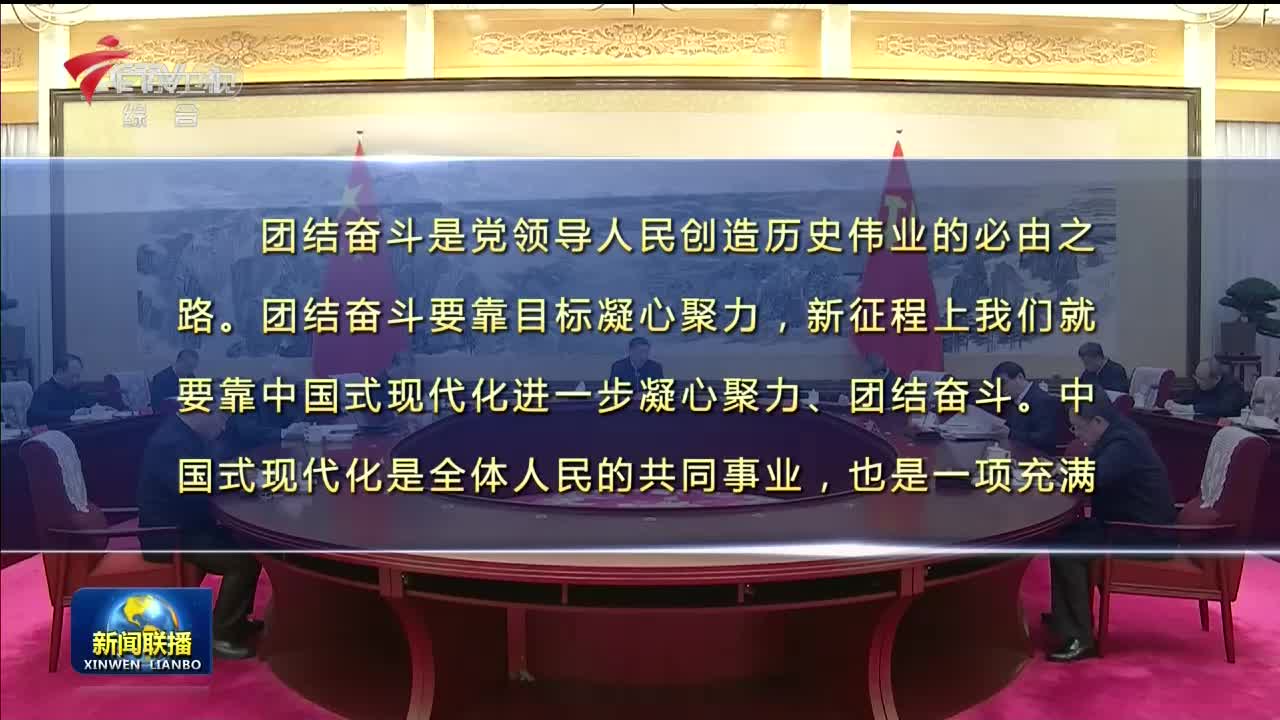 卫视
综合
团结奋斗是党领导人民创造历史伟业的必由之
路。团结奋斗要靠目标凝心聚力，新征程上我们就
要靠中国式现代化进一步凝心聚力、团结奋斗。中
国式现代化是全体人民的共同事业，也是一项充满
新闻联播
XINWEN LIANBO